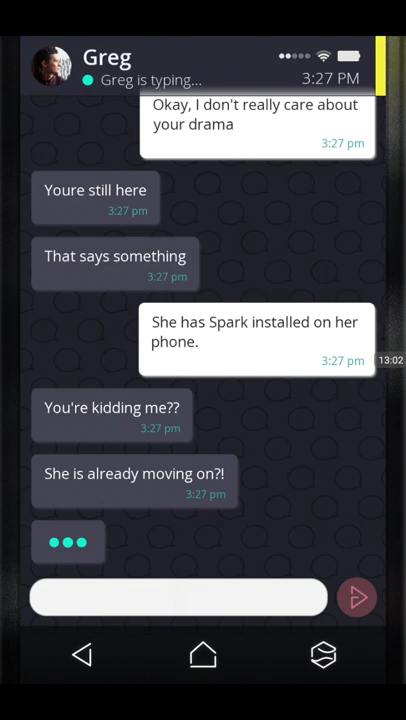 Greg
Greg is typing...
3:27 PM
Okay, I don't really care about
your drama
3:27 pm
Youre still here
3:27 pm
That says something
3:27 pm
She has Spark installed on her
phone.
3:27 pm
13:02
You're kidding me??
3:27 pm
She is already moving on?!
3:27 pm